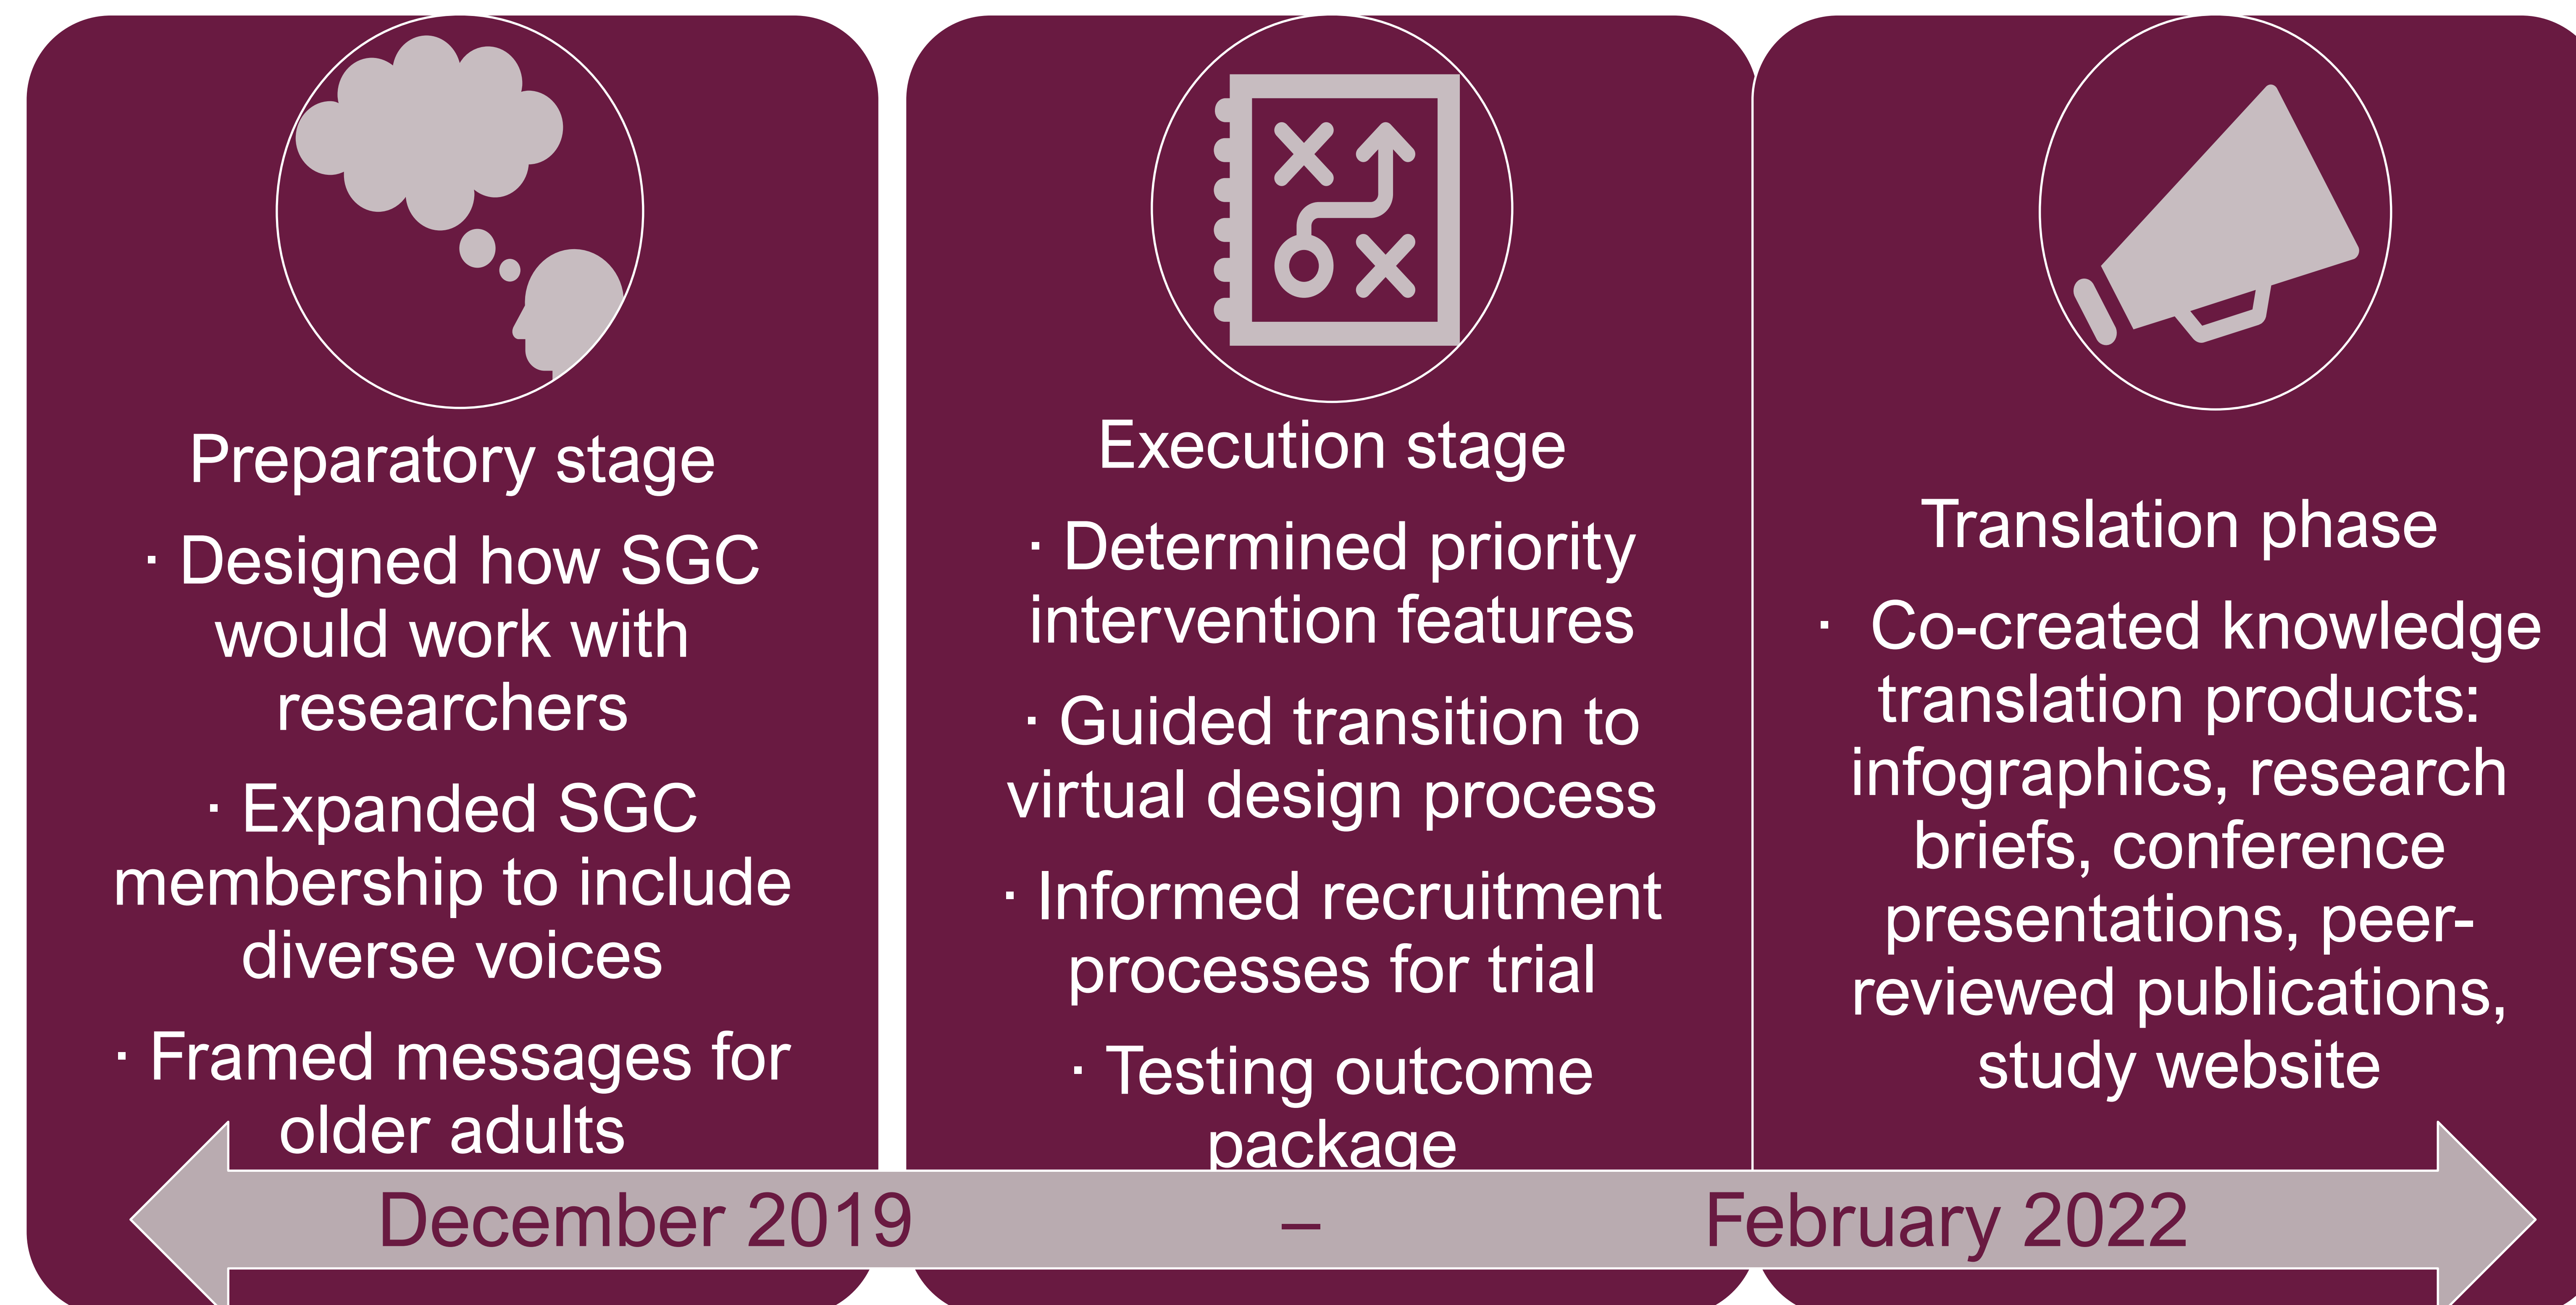 Preparatory stage
· Designed how SGC
would work with
researchers
· Expanded SGC
membership to include
diverse voices
· Framed messages for
older adults
Execution stage
· Determined priority
intervention features
· Guided transition to
virtual design process
· Informed recruitment
processes for trial
· Testing outcome
package
Translation phase
· Co-created knowledge
translation products:
infographics, research
briefs, conference
presentations, peer-
reviewed publications,
study website
December 2019 – February 2022